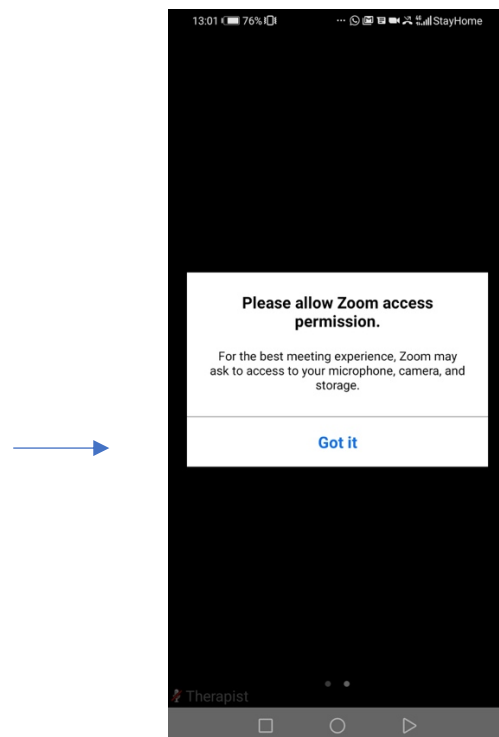 13:01 76% StayHome
Please allow Zoom access
permission.
For the best meeting experience, Zoom may
ask to access to your microphone, camera, and
storage.
Got it
Therapist